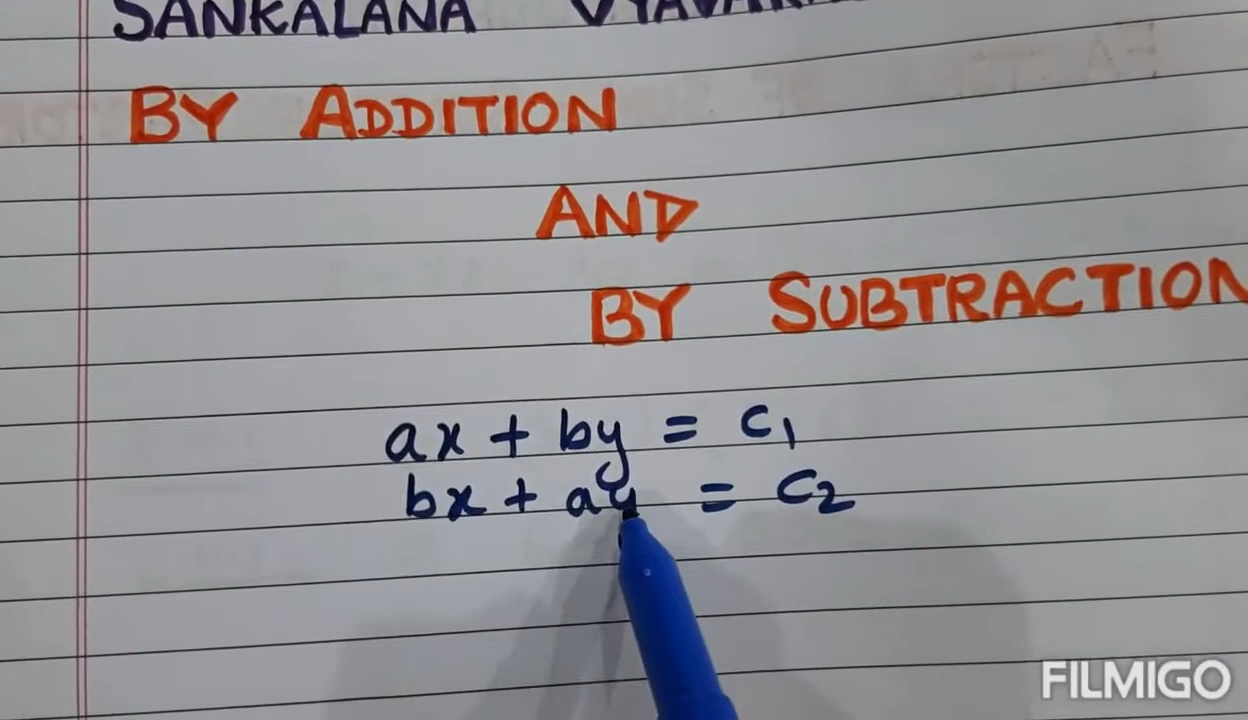 SANKALANA
BY ADDITION
AND
BY SUBTRACTION
ax + by = c₁
bx + ay = c₂
FILMIGO